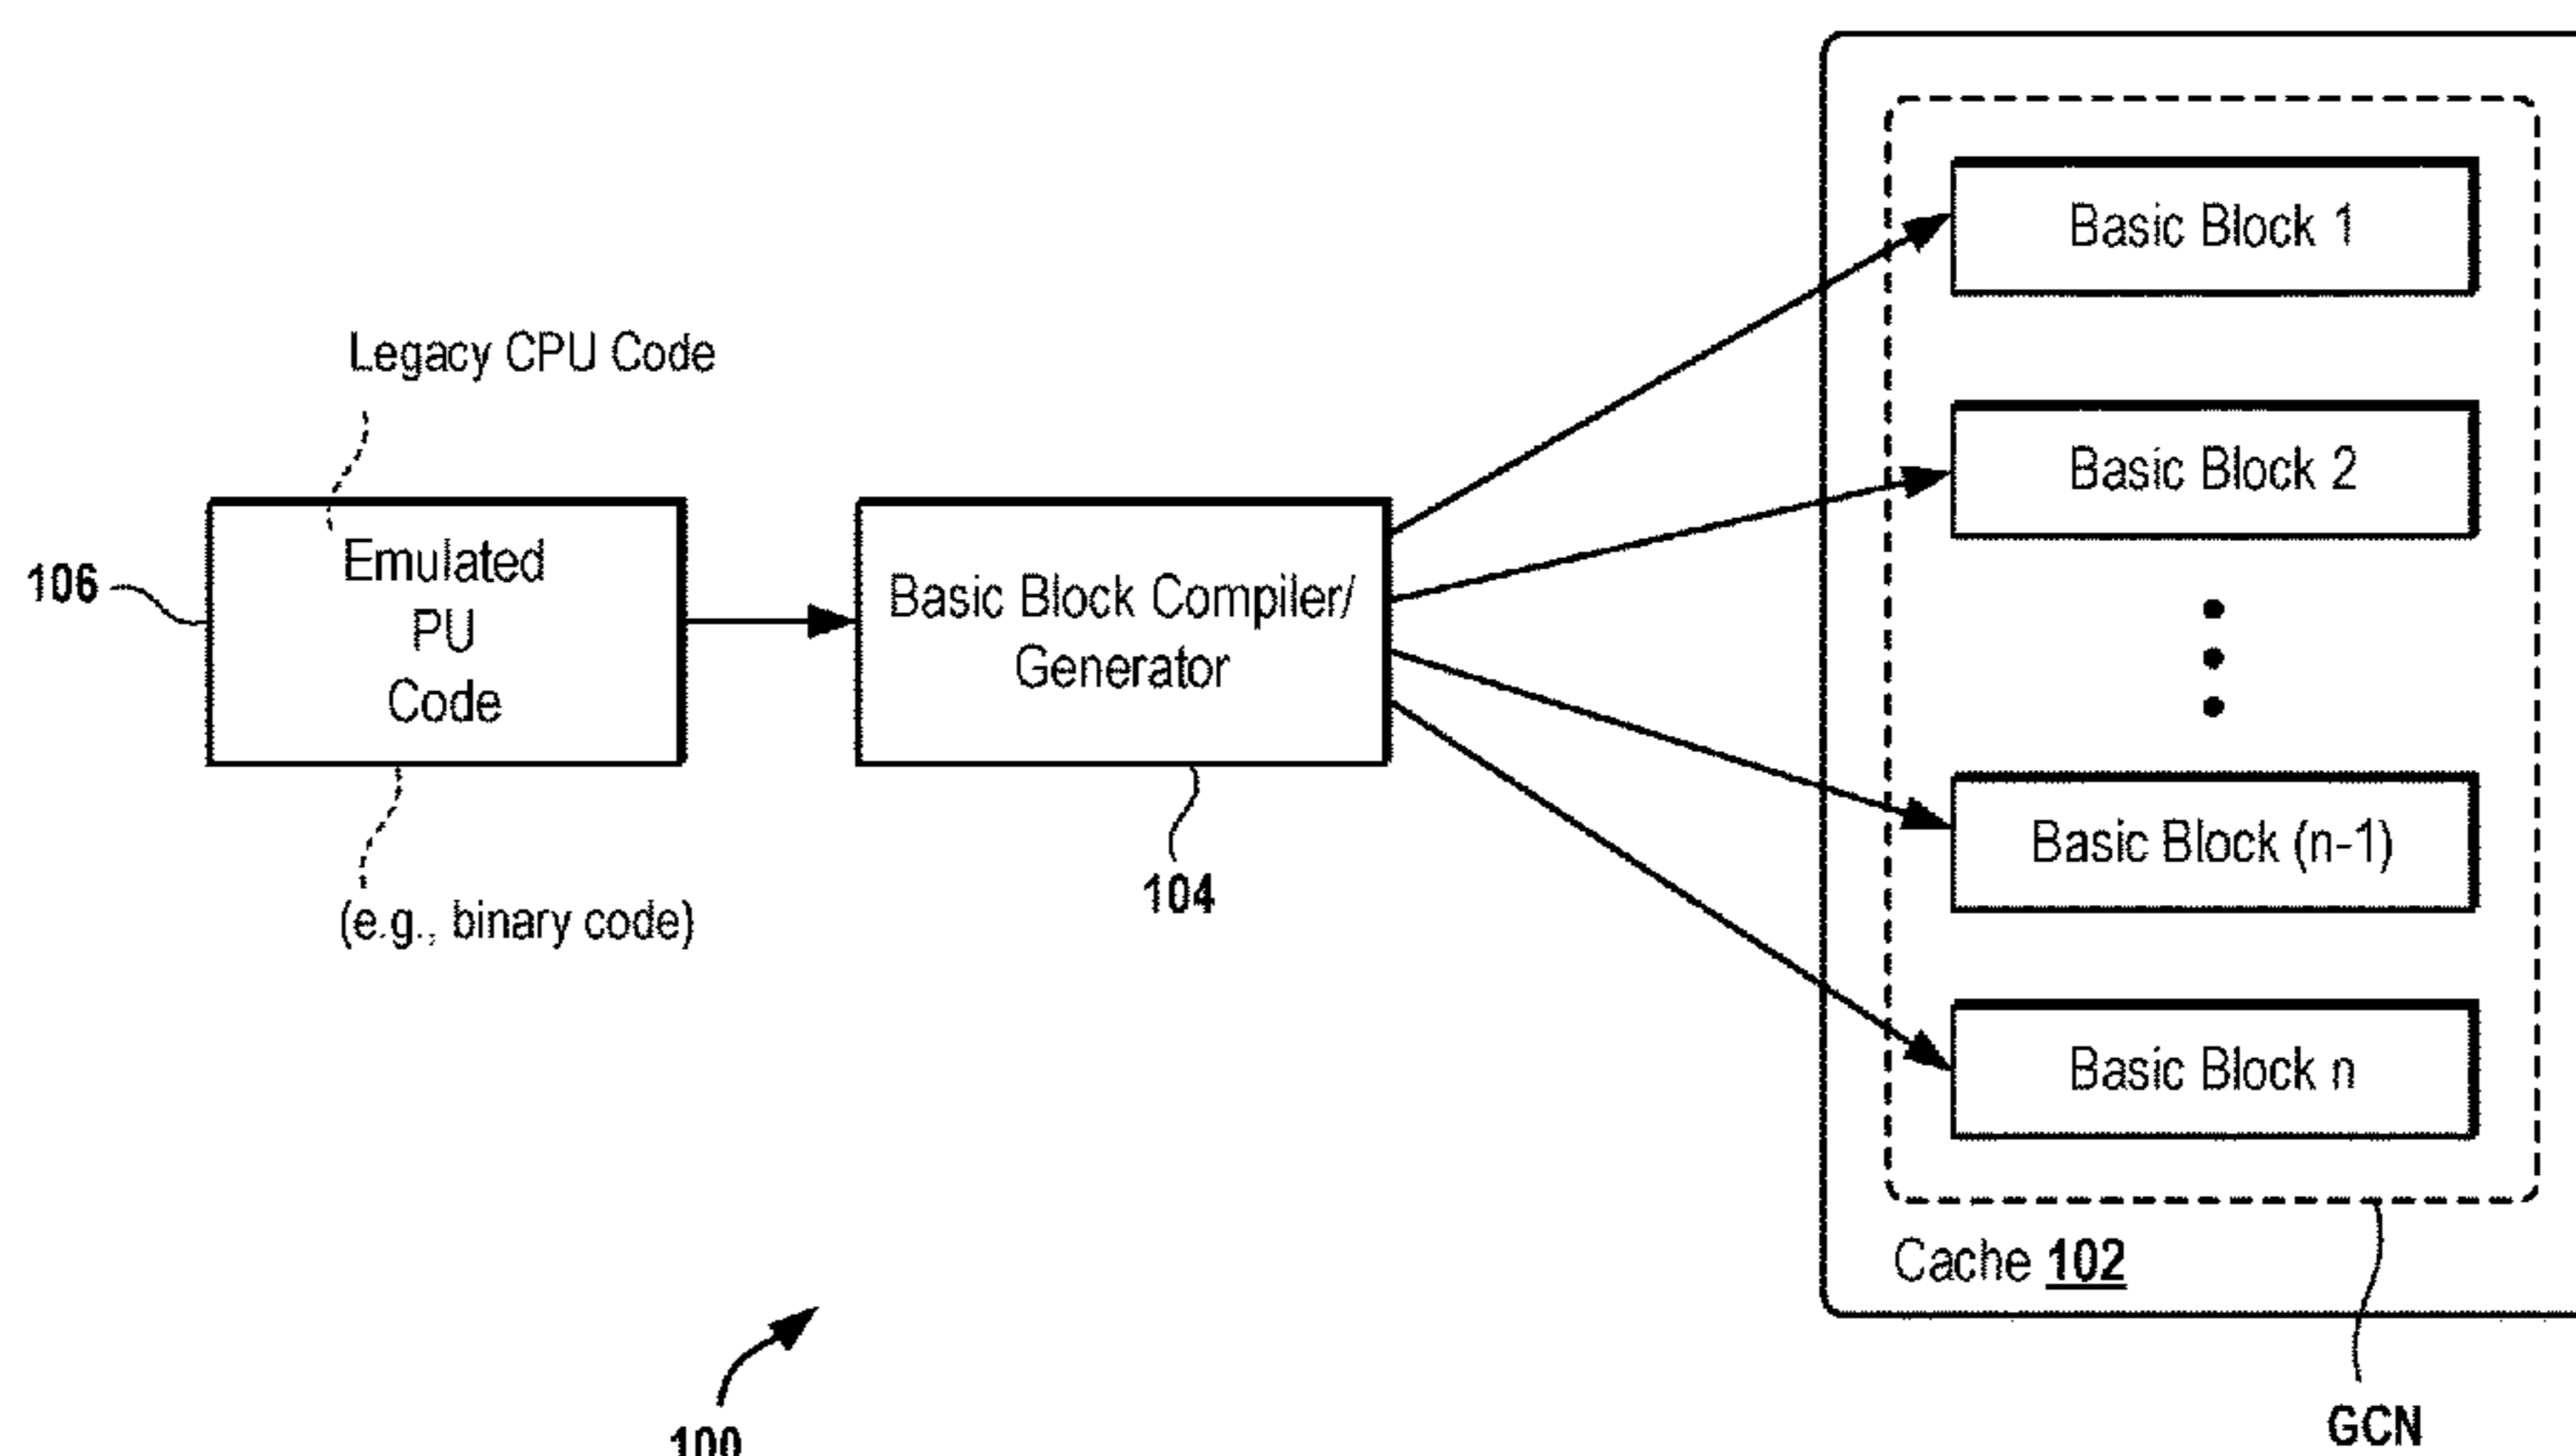 Legacy CPU Code
106
Emulated
PU
Code
(e.g., binary code)
Basic Block Compiler/
Generator
104
Basic Block 1
Basic Block 2
Basic Block (n-1)
Basic Block n
Cache 102
GCN
100